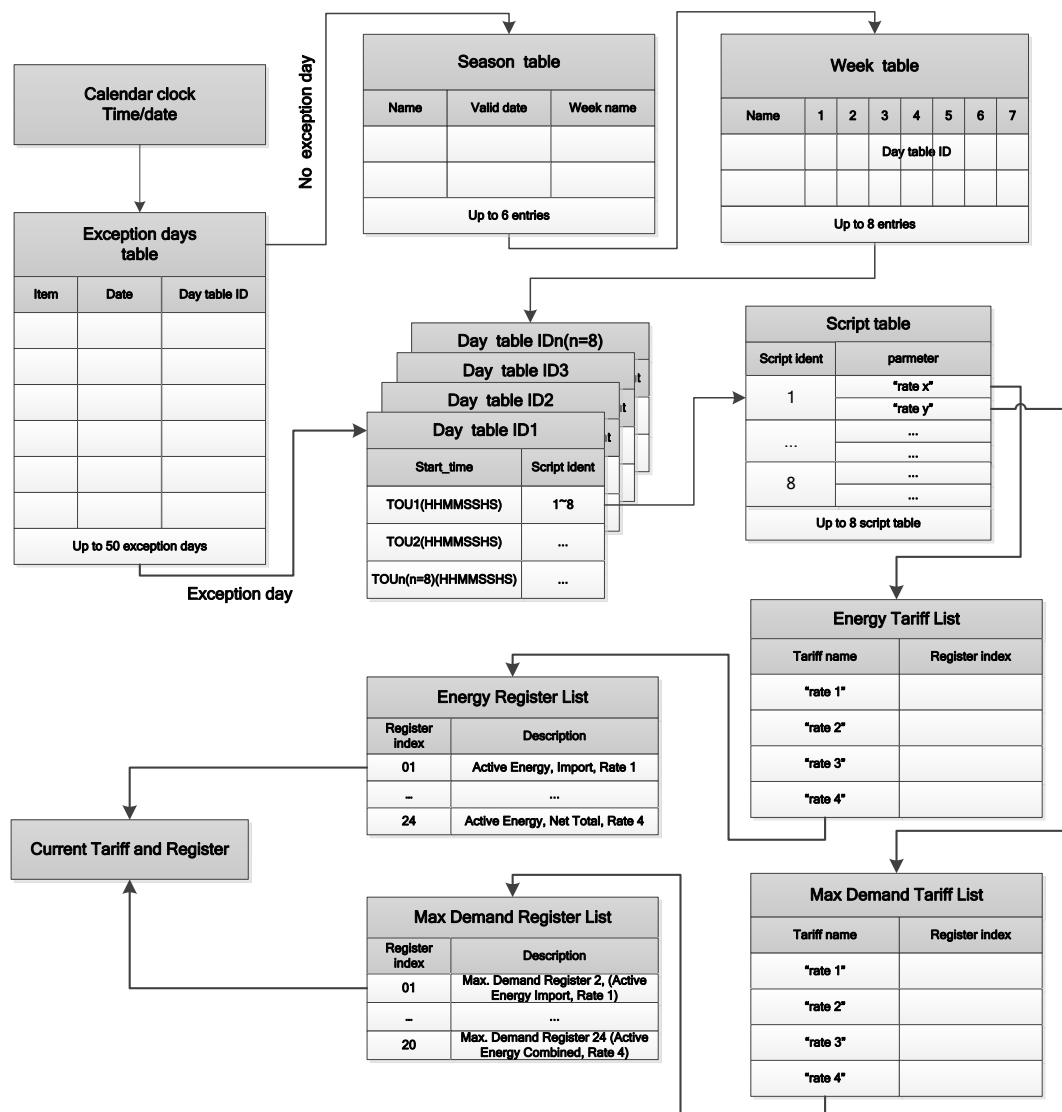 Calendar clock
Time/date
No exception day
Season table
Name Valid date Week name
Up to 6 entries
Week table
Name 1 2 3 4 5 6 7
Day table ID
Up to 8 entries
Exception days
table
Item Date Day table ID
Up to 50 exception days
Exception day
Day table IDn(n=8)
nt
Day table ID3
nt
Day table ID2
nt
Day table ID1
Start_time Script ident
TOU1(HHMMSSHS) 1~8
TOU2(HHMMSSHS) ...
TOUn(n=8)(HHMMSSHS) ...
Script table
Script ident parmeter
1 “rate x”
“rate y”
... ...
...
8 ...
...
Up to 8 script table
Energy Tariff List
Tariff name Register index
“rate 1”
“rate 2”
“rate 3”
“rate 4”
Energy Register List
Register
index
Description
01 Active Energy, Import, Rate 1
... ...
24 Active Energy, Net Total, Rate 4
Current Tariff and Register
Max Demand Register List
Register
index
Description
01 Max. Demand Register 2, (Active
Energy Import, Rate 1)
... ...
20 Max. Demand Register 24 (Active
Energy Combined, Rate 4)
Max Demand Tariff List
Tariff name Register index
“rate 1”
“rate 2”
“rate 3”
“rate 4”